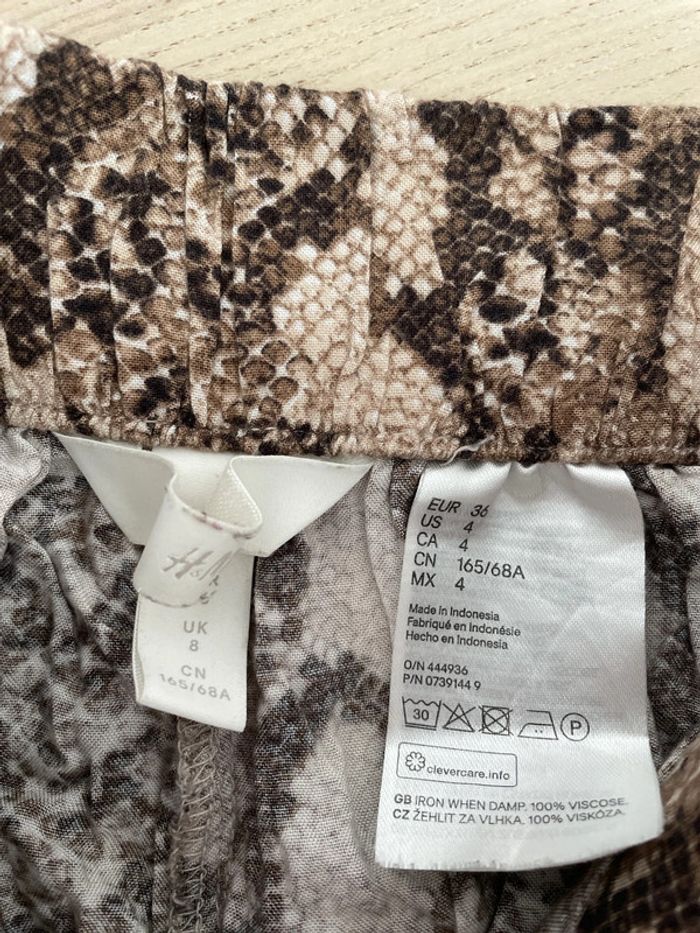 H&M
UK
8
CN
165/68A
EUR 36
US 4
CA 4
CN 165/68A
MX 4
Made in Indonesia
Fabriqué en Indonésie
Hecho en Indonesia
O/N 444936
P/N 0739144 9
30
P
clevercare.info
GB IRON WHEN DAMP. 100% VISCOSE.
CZ ŽEHLIT ZA VLHKA. 100% VISKÓZA.